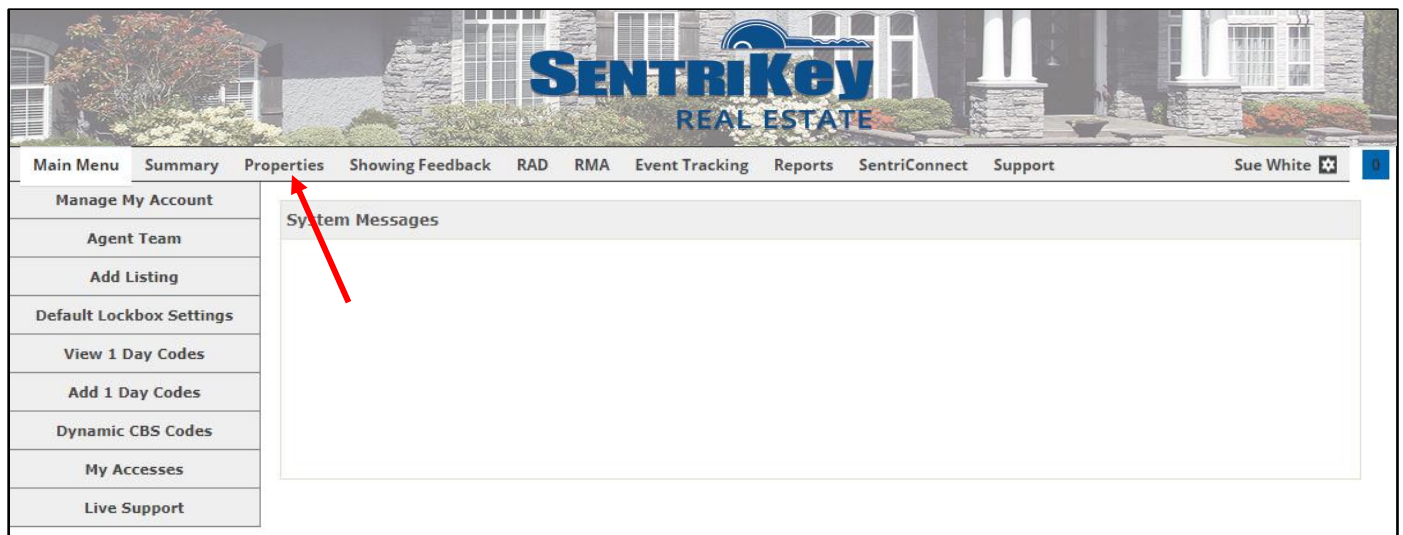 SENTRIKEY
REAL ESTATE
Main Menu Summary Properties Showing Feedback RAD RMA Event Tracking Reports SentriConnect Support Sue White 0
Manage My Account
System Messages
Agent Team
Add Listing
Default Lockbox Settings
View 1 Day Codes
Add 1 Day Codes
Dynamic CBS Codes
My Accesses
Live Support